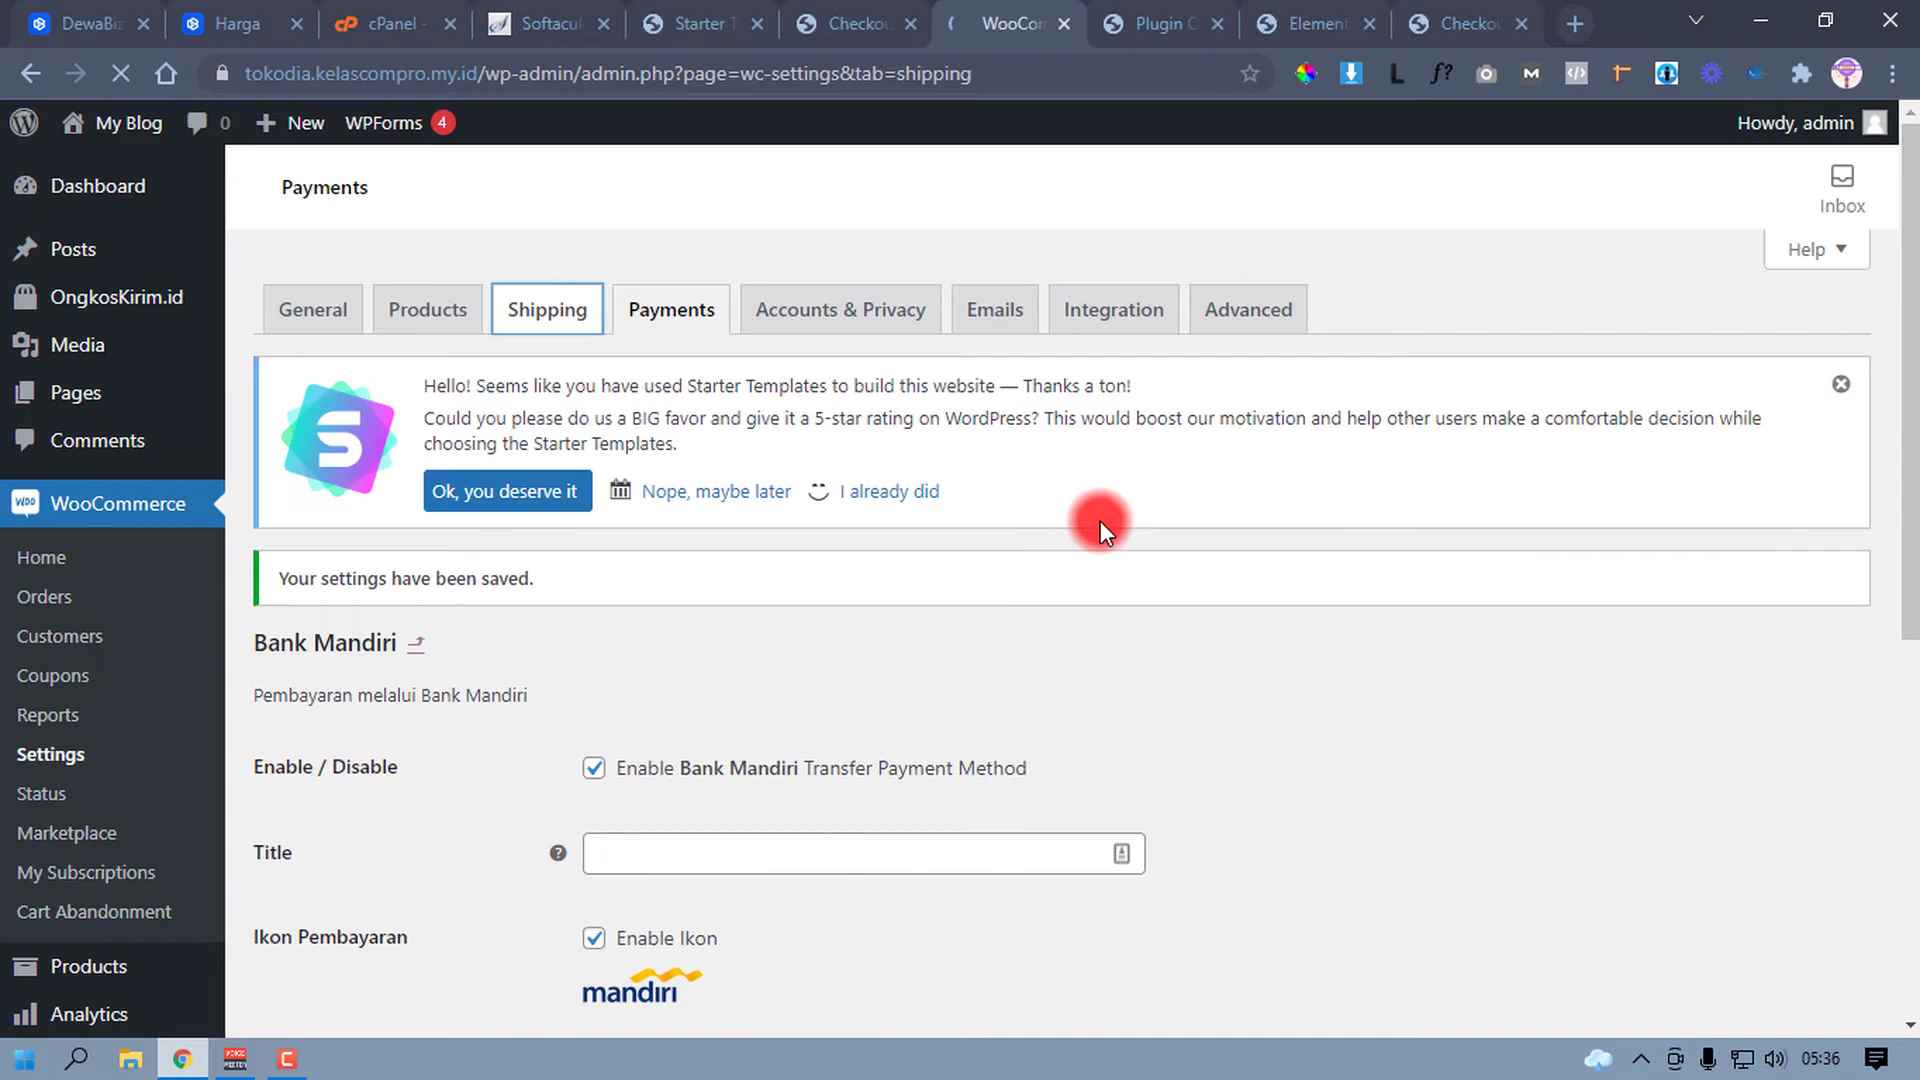 DewaBiz
Harga
cPanel -
Softacul
Starter T
Checkou
WooCom
Plugin O
Element
Checkou
tokodia.kelascompro.my.id/wp-admin/admin.php?page=wc-settings&tab=shipping
My Blog
0
New
WPForms
4
Howdy, admin
Dashboard
Posts
OngkosKirim.id
Media
Pages
Comments
WooCommerce
Home
Orders
Customers
Coupons
Reports
Settings
Status
Marketplace
My Subscriptions
Cart Abandonment
Products
Analytics
Payments
Inbox
Help
General
Products
Shipping
Payments
Accounts & Privacy
Emails
Integration
Advanced
Hello! Seems like you have used Starter Templates to build this website — Thanks a ton!
Could you please do us a BIG favor and give it a 5-star rating on WordPress? This would boost our motivation and help other users make a comfortable decision while
choosing the Starter Templates.
Ok, you deserve it
Nope, maybe later
I already did
Your settings have been saved.
Bank Mandiri
Pembayaran melalui Bank Mandiri
Enable / Disable
Enable Bank Mandiri Transfer Payment Method
Title
Ikon Pembayaran
Enable Ikon
mandiri
05:36